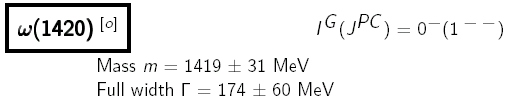 ω(1420) [o] I^G(J^PC) = 0^−(1^− −)
Mass m = 1419 ± 31 MeV
Full width Γ = 174 ± 60 MeV